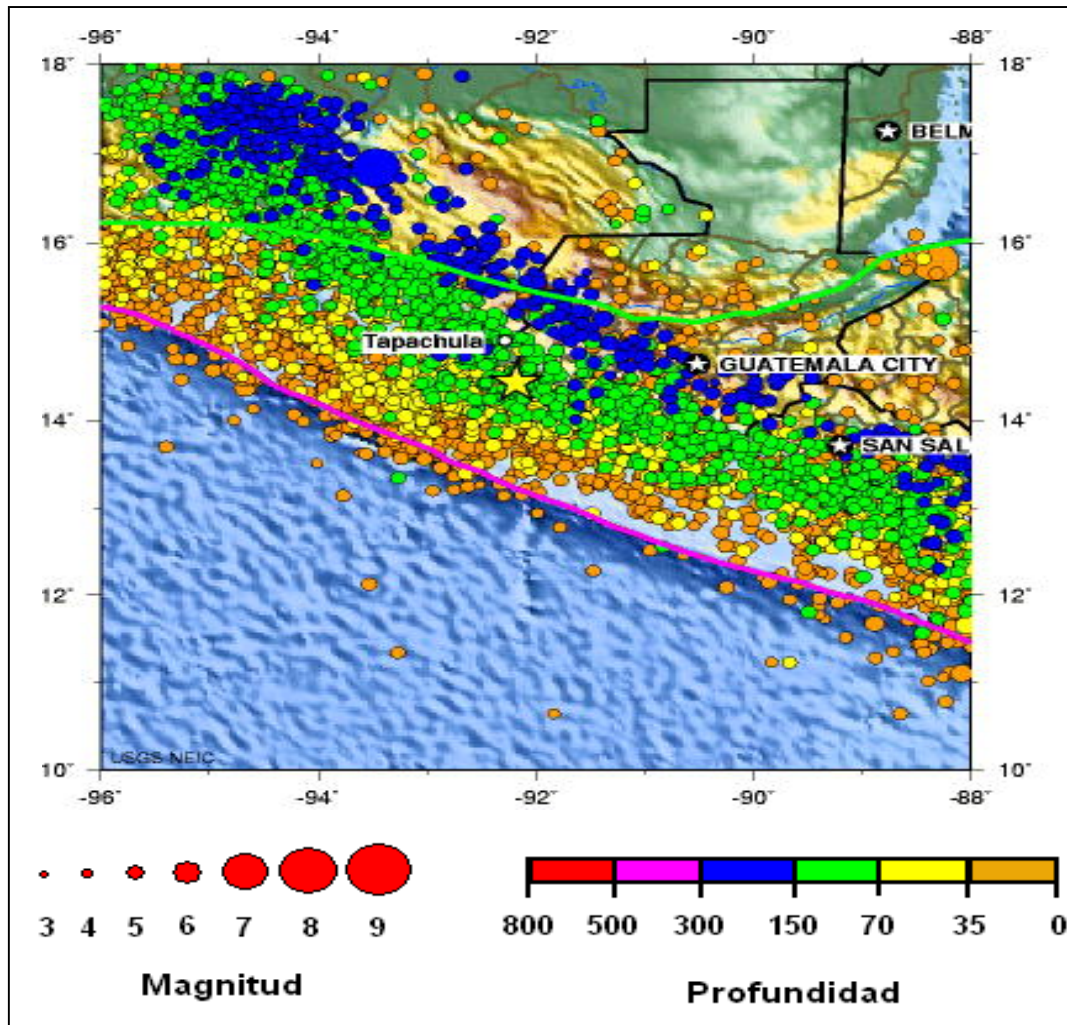 -96˚ -94˚ -92˚ -90˚ -88˚
18˚ 18˚
BELM
16˚ 16˚
Tapachula
GUATEMALA CITY
14˚ 14˚
SAN SAL
12˚ 12˚
USGS NEIC
10˚ 10˚
-96˚ -94˚ -92˚ -90˚ -88˚
3 4 5 6 7 8 9
800 500 300 150 70 35 0
Magnitud
Profundidad